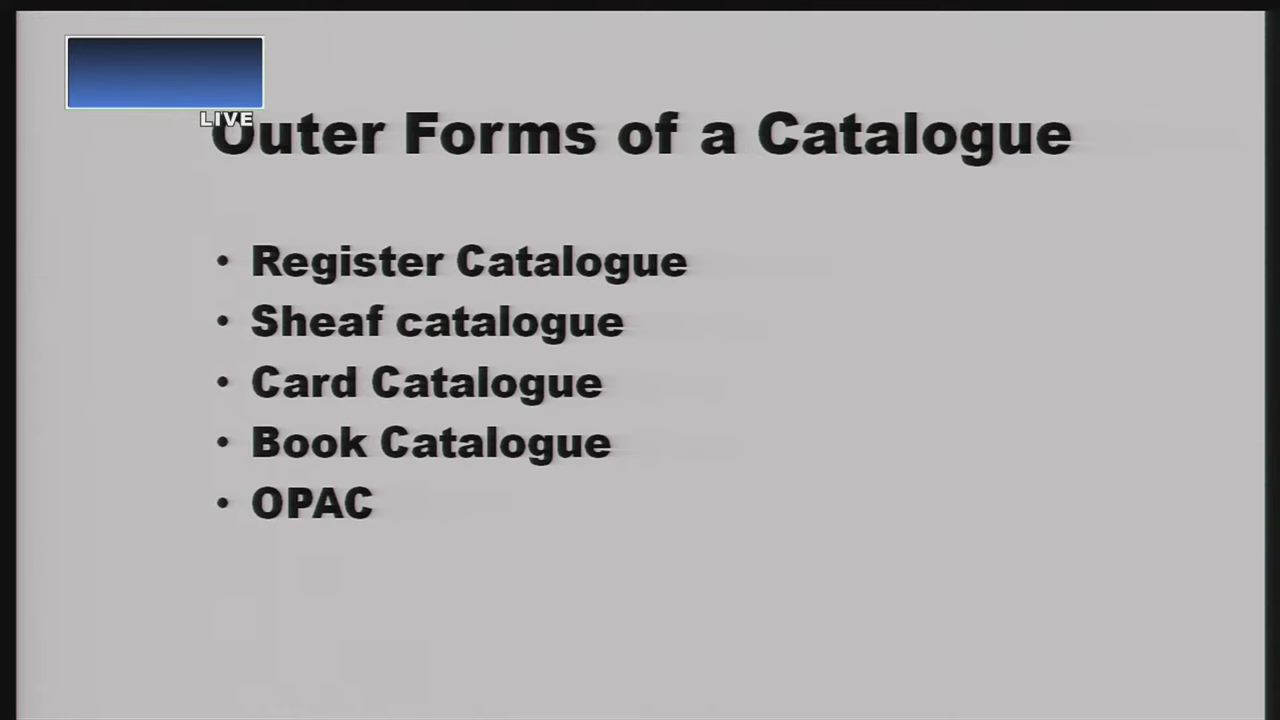 LIVE
Outer Forms of a Catalogue
• Register Catalogue
• Sheaf catalogue
• Card Catalogue
• Book Catalogue
• OPAC